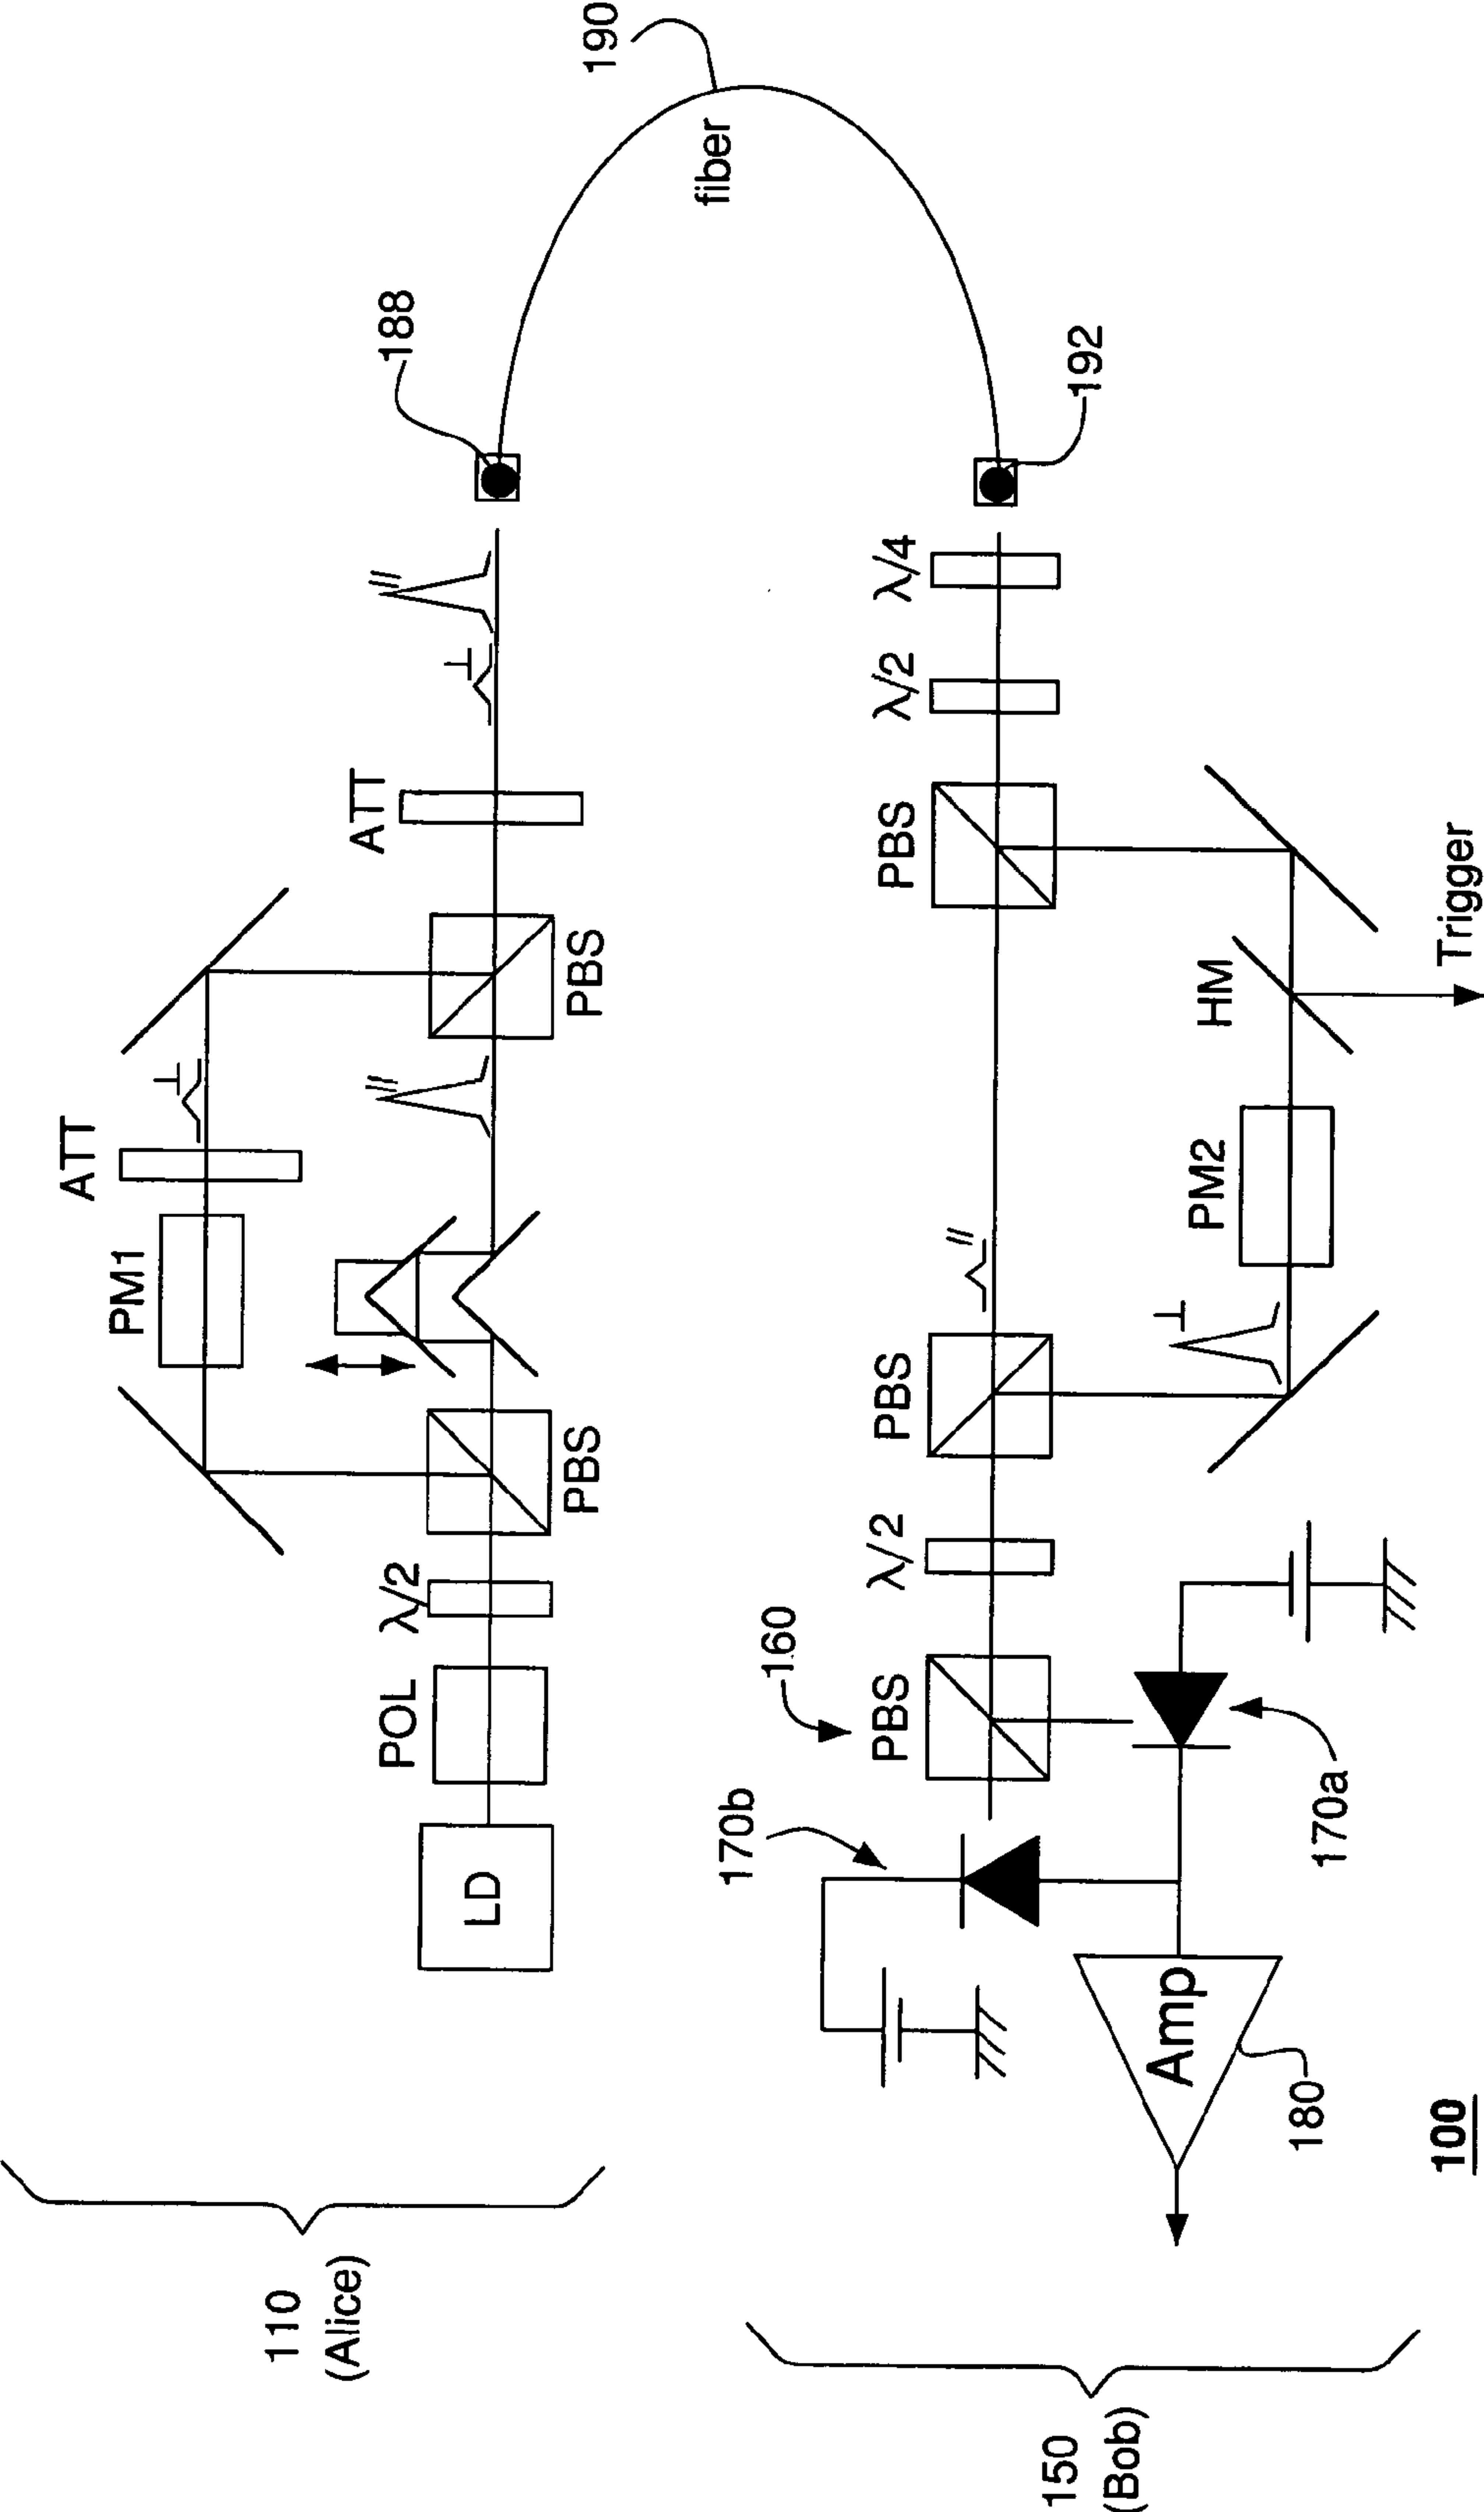 110
(Alice)
LD
POL
λ/2
PBS
PM1
ATT
⊥
//
PBS
ATT
⊥
//
188
190
fiber
192
λ/4
λ/2
PBS
HM
Trigger
PM2
⊥
//
PBS
λ/2
160
PBS
170b
170a
Amp
180
150
(Bob)
100